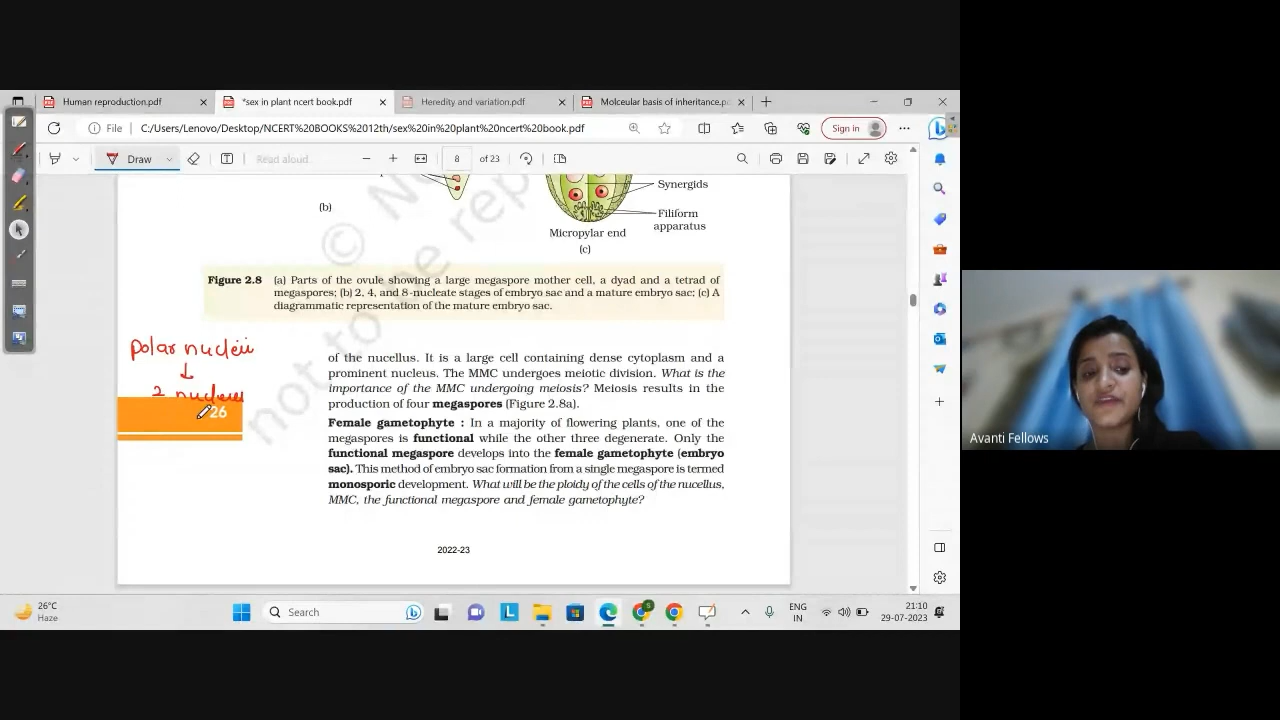 Human reproduction.pdf
*sex in plant ncert book.pdf
Heredity and variation.pdf
Molceular basis of inheritance.p
File
C:/Users/Lenovo/Desktop/NCERT%20BOOKS%2012th/sex%20in%20plant%20ncert%20book.pdf
Sign in
Draw
Read aloud
8 of 23
Synergids
(b)
Filiform
apparatus
Micropylar end
(c)
© N
not to be rep
Figure 2.8 (a) Parts of the ovule showing a large megaspore mother cell, a dyad and a tetrad of
megaspores; (b) 2, 4, and 8-nucleate stages of embryo sac and a mature embryo sac; (c) A
diagrammatic representation of the mature embryo sac.
polar nucleii
↓
2 nucleus
26
of the nucellus. It is a large cell containing dense cytoplasm and a
prominent nucleus. The MMC undergoes meiotic division. What is the
importance of the MMC undergoing meiosis? Meiosis results in the
production of four megaspores (Figure 2.8a).
Female gametophyte : In a majority of flowering plants, one of the
megaspores is functional while the other three degenerate. Only the
functional megaspore develops into the female gametophyte (embryo
sac). This method of embryo sac formation from a single megaspore is termed
monosporic development. What will be the ploidy of the cells of the nucellus,
MMC, the functional megaspore and female gametophyte?
2022-23
Avanti Fellows
26°C
Haze
Search
ENG
IN
21:10
29-07-2023